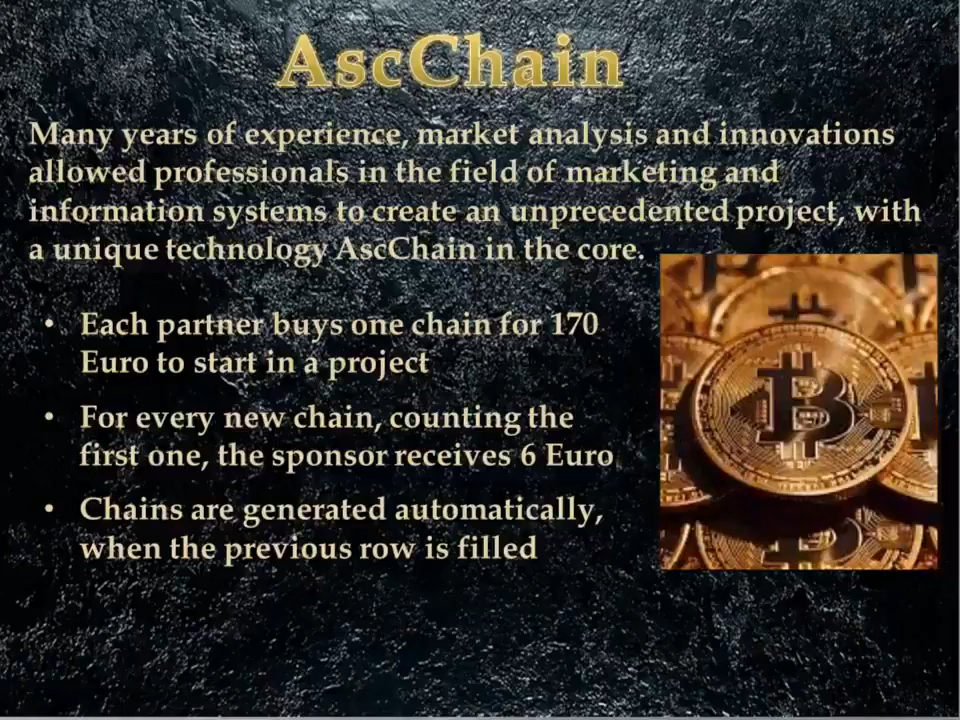 AscChain
Many years of experience, market analysis and innovations
allowed professionals in the field of marketing and
information systems to create an unprecedented project, with
a unique technology AscChain in the core.
• Each partner buys one chain for 170
Euro to start in a project
• For every new chain, counting the
first one, the sponsor receives 6 Euro
• Chains are generated automatically,
when the previous row is filled